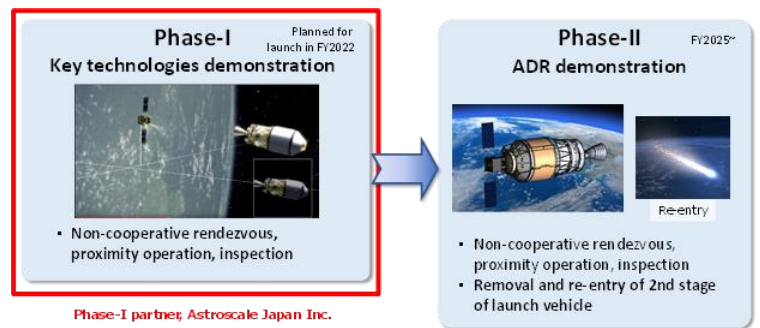 Phase-I
Planned for
launch in FY2022
Key technologies demonstration
▪ Non-cooperative rendezvous,
proximity operation, inspection
Phase-I partner, Astroscale Japan Inc.
Phase-II
FY2025~
ADR demonstration
Re-entry
▪ Non-cooperative rendezvous,
proximity operation, inspection
▪ Removal and re-entry of 2nd stage
of launch vehicle